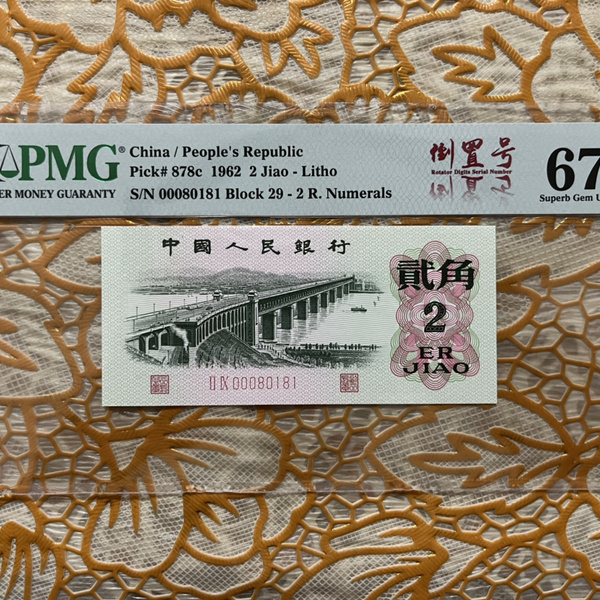 PMG®
ER MONEY GUARANTY
China / People's Republic
Pick# 878c 1962 2 Jiao - Litho
S/N 00080181 Block 29 - 2 R. Numerals
倒置号
Rotator Digits Serial Number
67
Superb Gem U
中國人民銀行
貳角
2
ER
JIAO
II IX 00080181